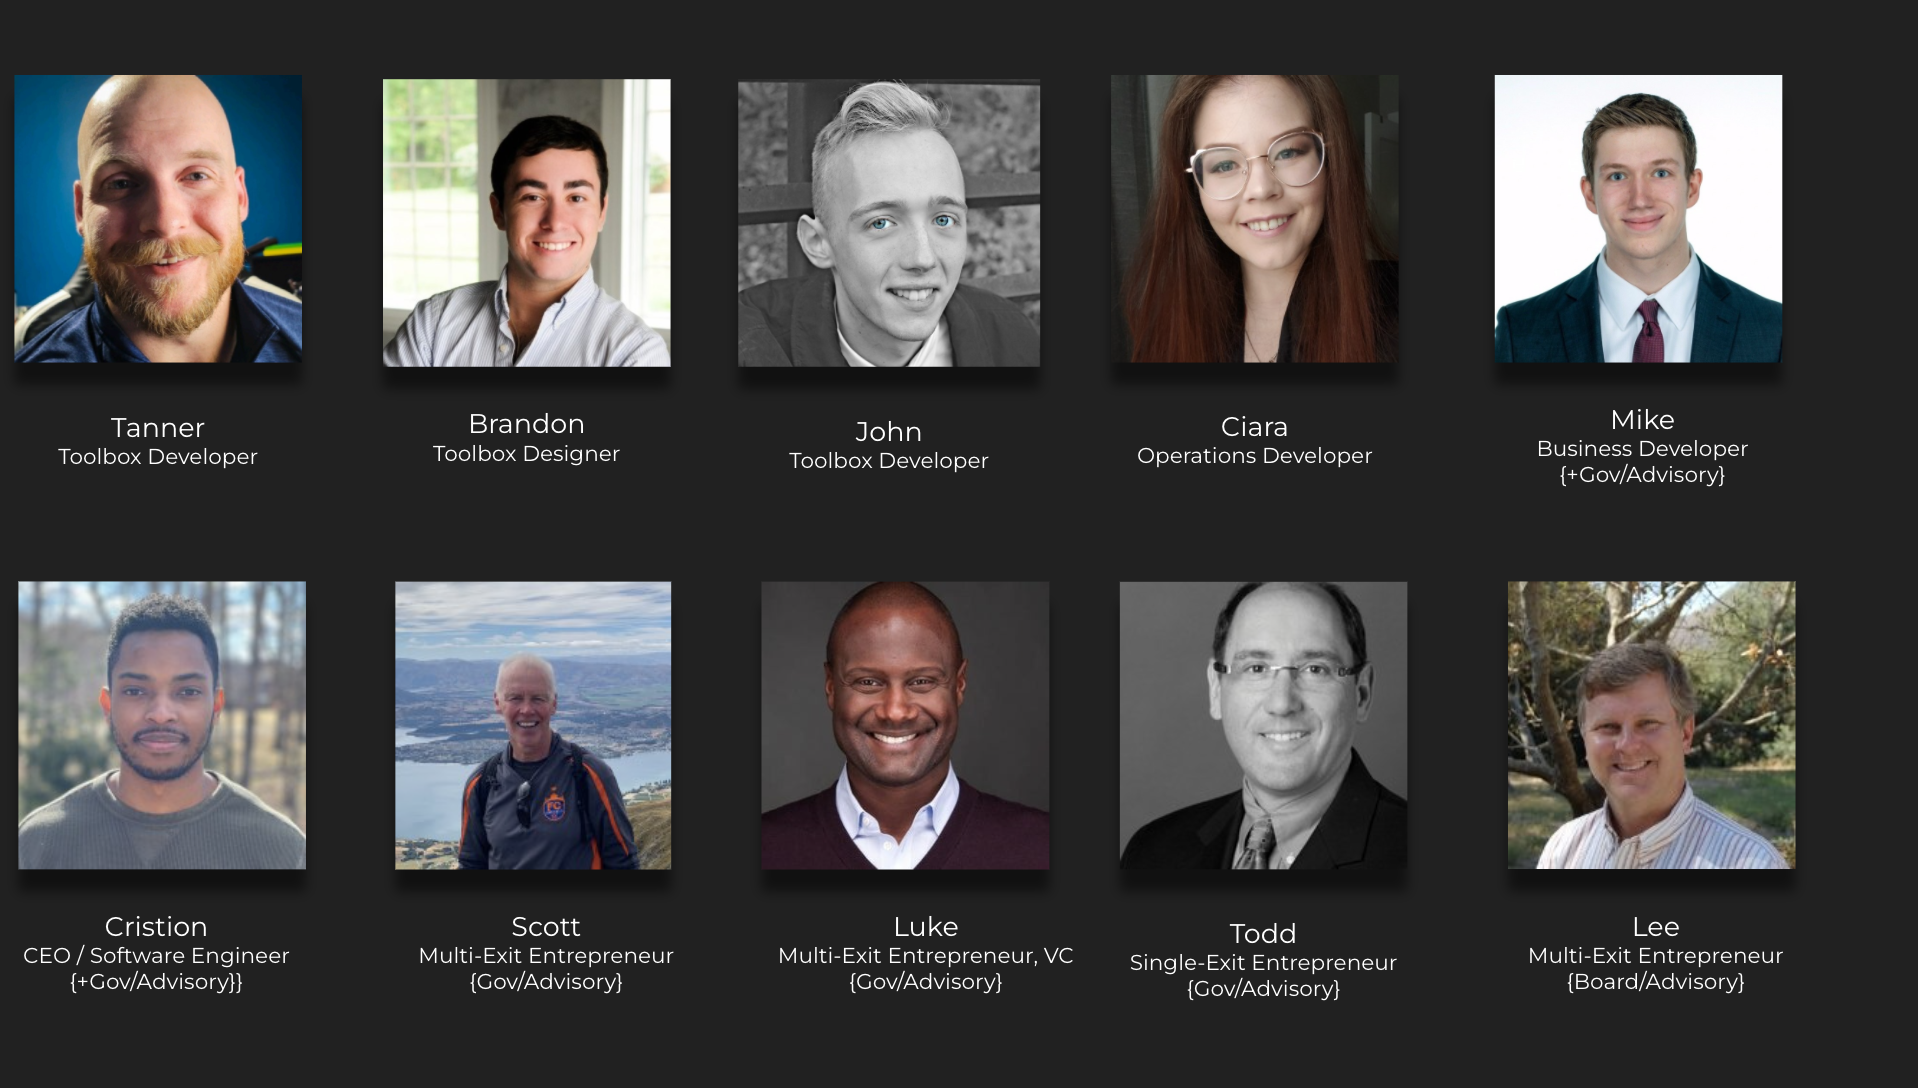 Tanner
Toolbox Developer
Brandon
Toolbox Designer
John
Toolbox Developer
Ciara
Operations Developer
Mike
Business Developer
{+Gov/Advisory}
FC
Cristion
CEO / Software Engineer
{+Gov/Advisory}}
Scott
Multi-Exit Entrepreneur
{Gov/Advisory}
Luke
Multi-Exit Entrepreneur, VC
{Gov/Advisory}
Todd
Single-Exit Entrepreneur
{Gov/Advisory}
Lee
Multi-Exit Entrepreneur
{Board/Advisory}